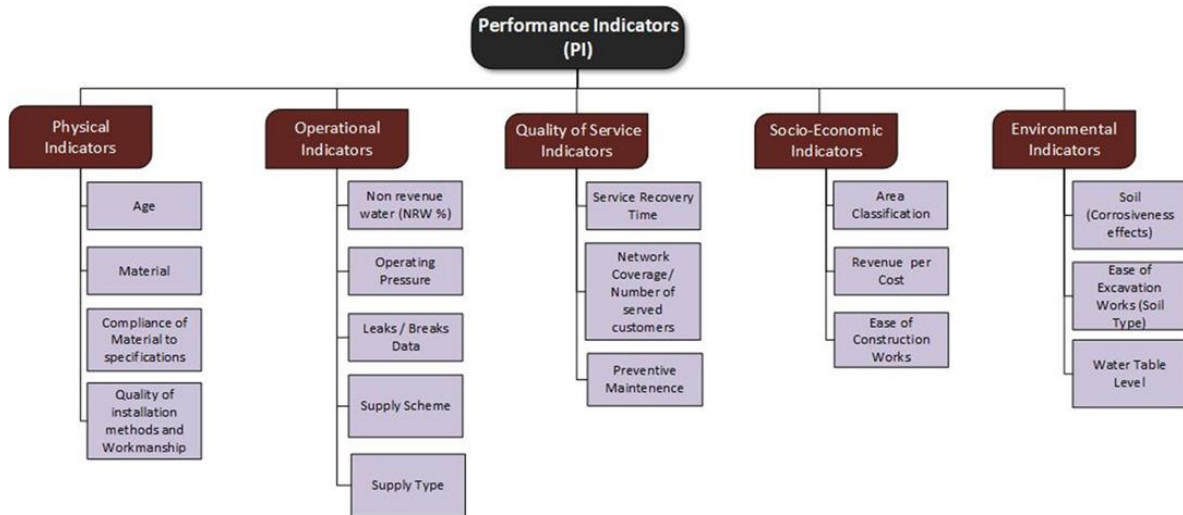 Performance Indicators
(PI)
Physical
Indicators
Age
Material
Compliance of
Material to
specifications
Quality of
installation
methods and
Workmanship
Operational
Indicators
Non revenue
water (NRW %)
Operating
Pressure
Leaks / Breaks
Data
Supply Scheme
Supply Type
Quality of Service
Indicators
Service Recovery
Time
Network
Coverage/
Number of
served
customers
Preventive
Maintenence
Socio-Economic
Indicators
Area
Classification
Revenue per
Cost
Ease of
Construction
Works
Environmental
Indicators
Soil
(Corrosiveness
effects)
Ease of
Excavation
Works (Soil
Type)
Water Table
Level